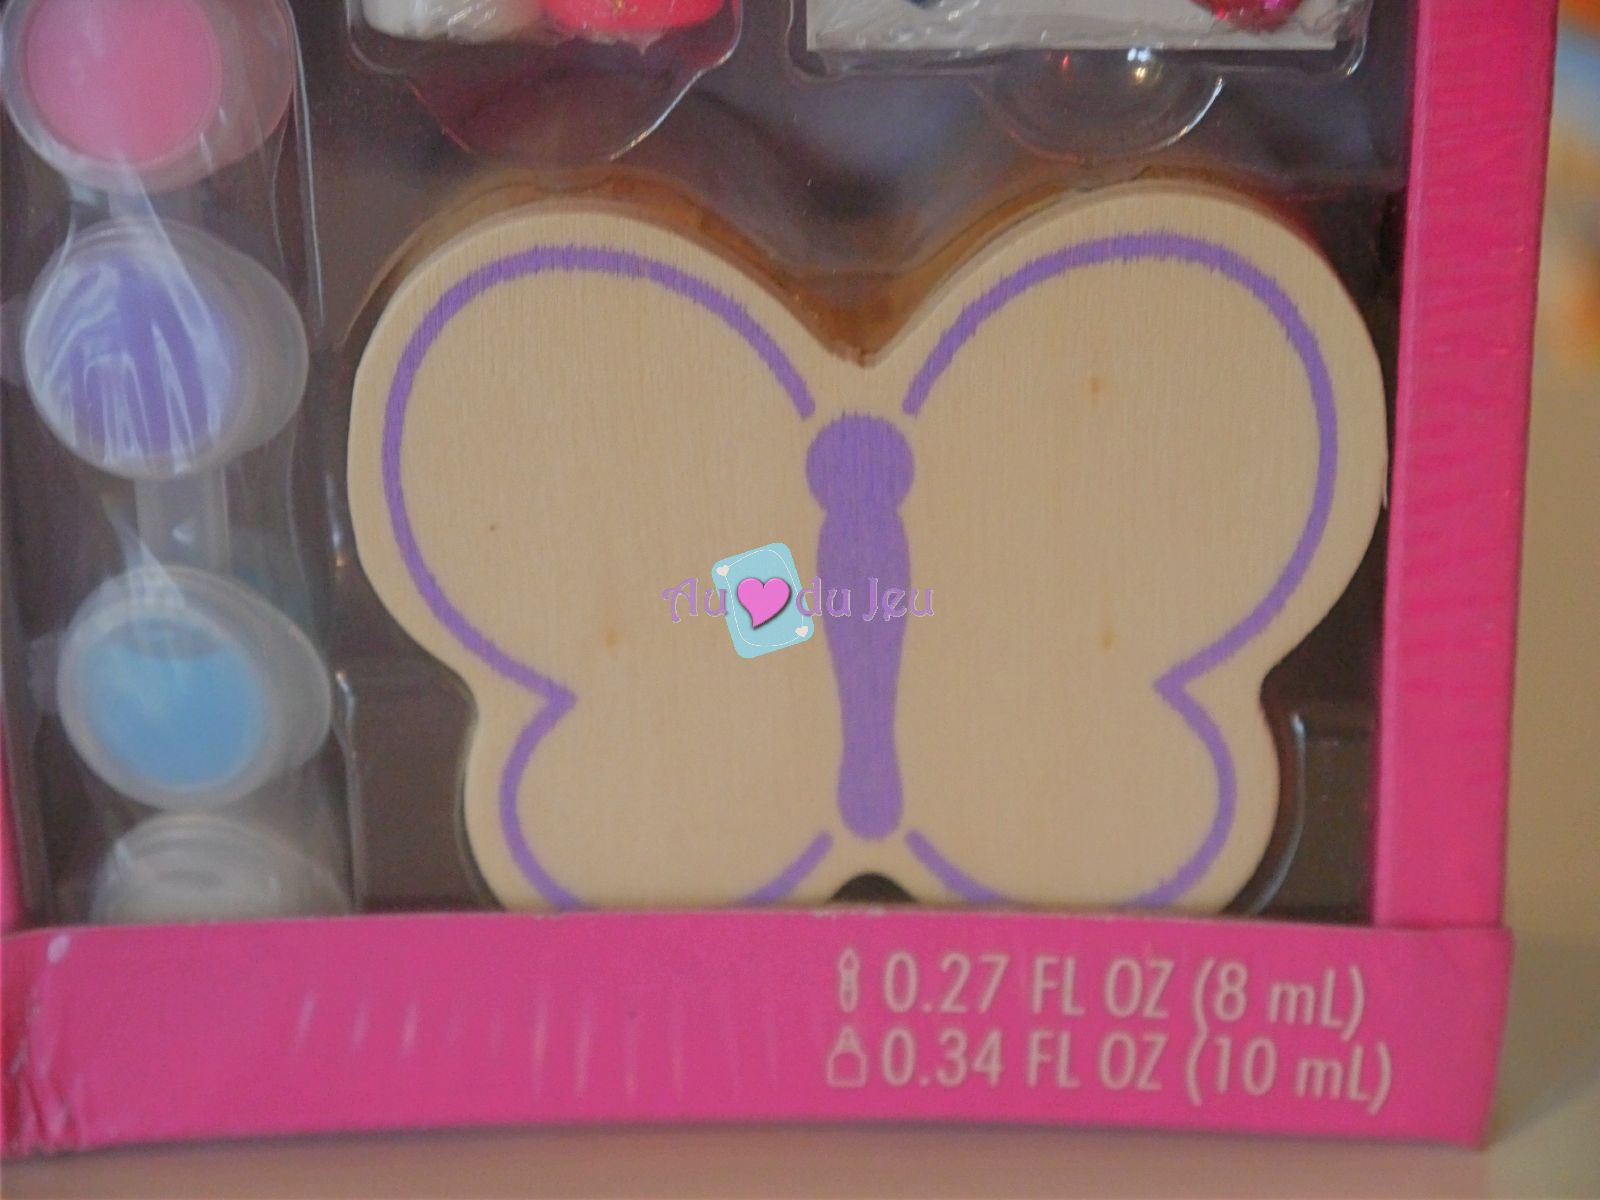 Au du Jeu
0.27 FL OZ (8 mL)
0.34 FL OZ (10 mL)